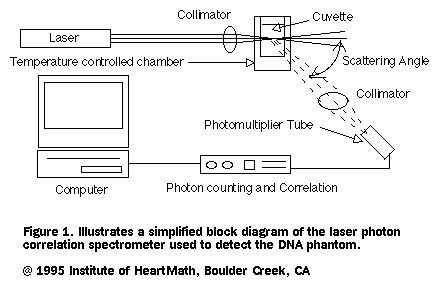 Collimator
Cuvette
Laser
Temperature controlled chamber
Scattering Angle
Collimator
Photomultiplier Tube
Computer
Photon counting and Correlation
Figure 1. Illustrates a simplified block diagram of the laser photon
correlation spectrometer used to detect the DNA phantom.
@ 1995 Institute of HeartMath, Boulder Creek, CA